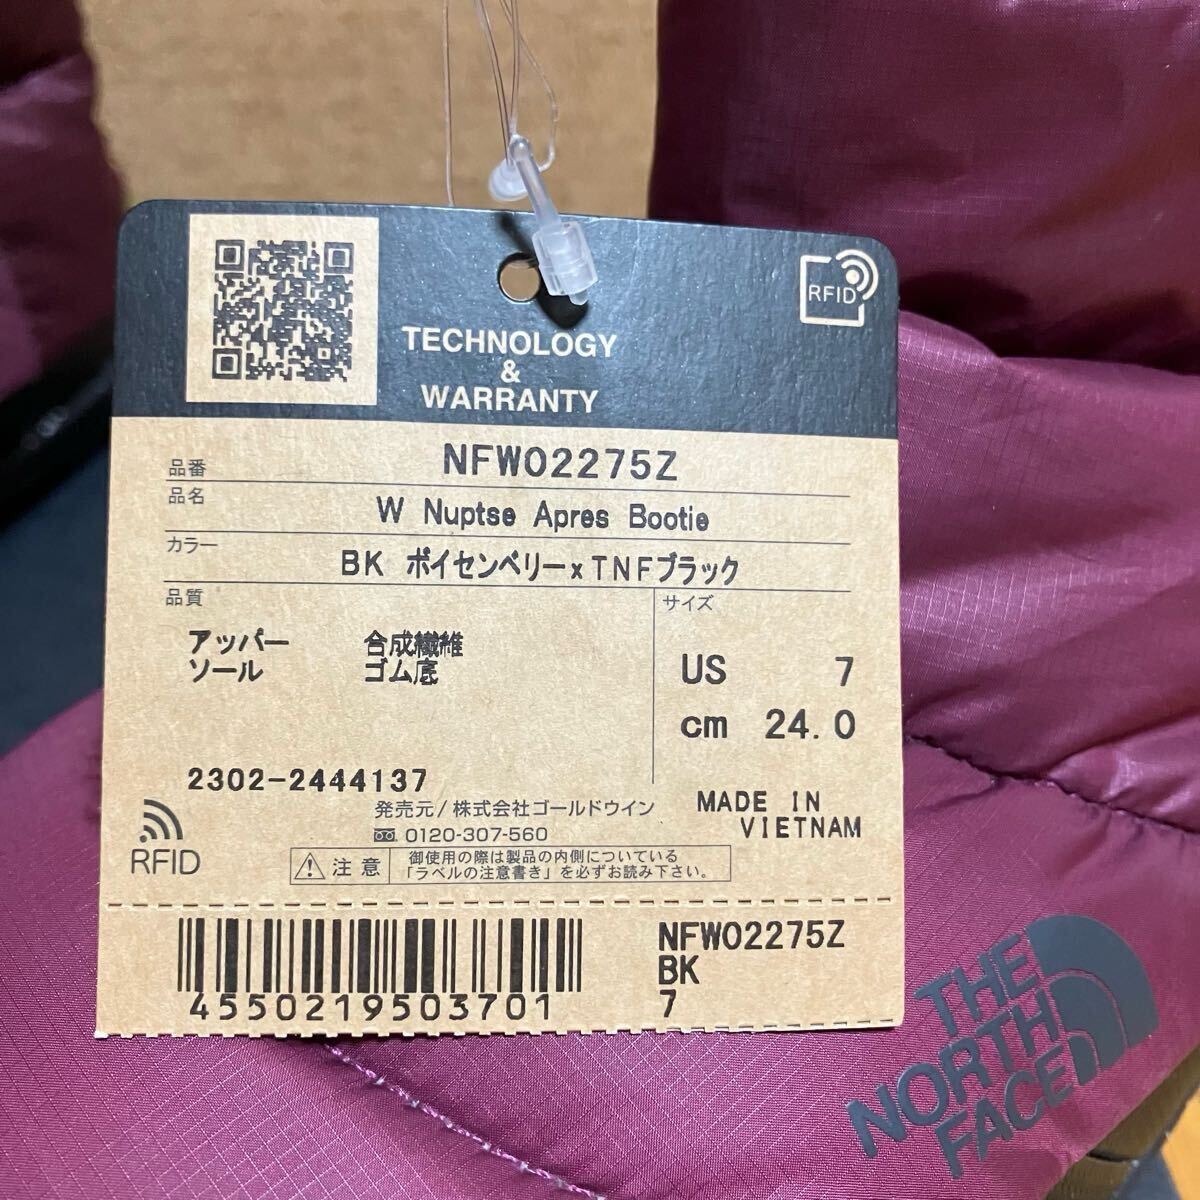 RFID
TECHNOLOGY
&
WARRANTY
品番 NFW02275Z
品名 W Nuptse Apres Bootie
カラー BK ボイセンベリーxTNFブラック
品質
アッパー 合成繊維
ソール ゴム底
サイズ
US 7
cm 24.0
2302-2444137
発売元/株式会社ゴールドウイン
0120-307-560
MADE IN
VIETNAM
RFID
注意 御使用の際は製品の内側についている
「ラベルの注意書き」を必ずお読み下さい。
4550219503701
NFW02275Z
BK
7
THE
NORTH
FACE